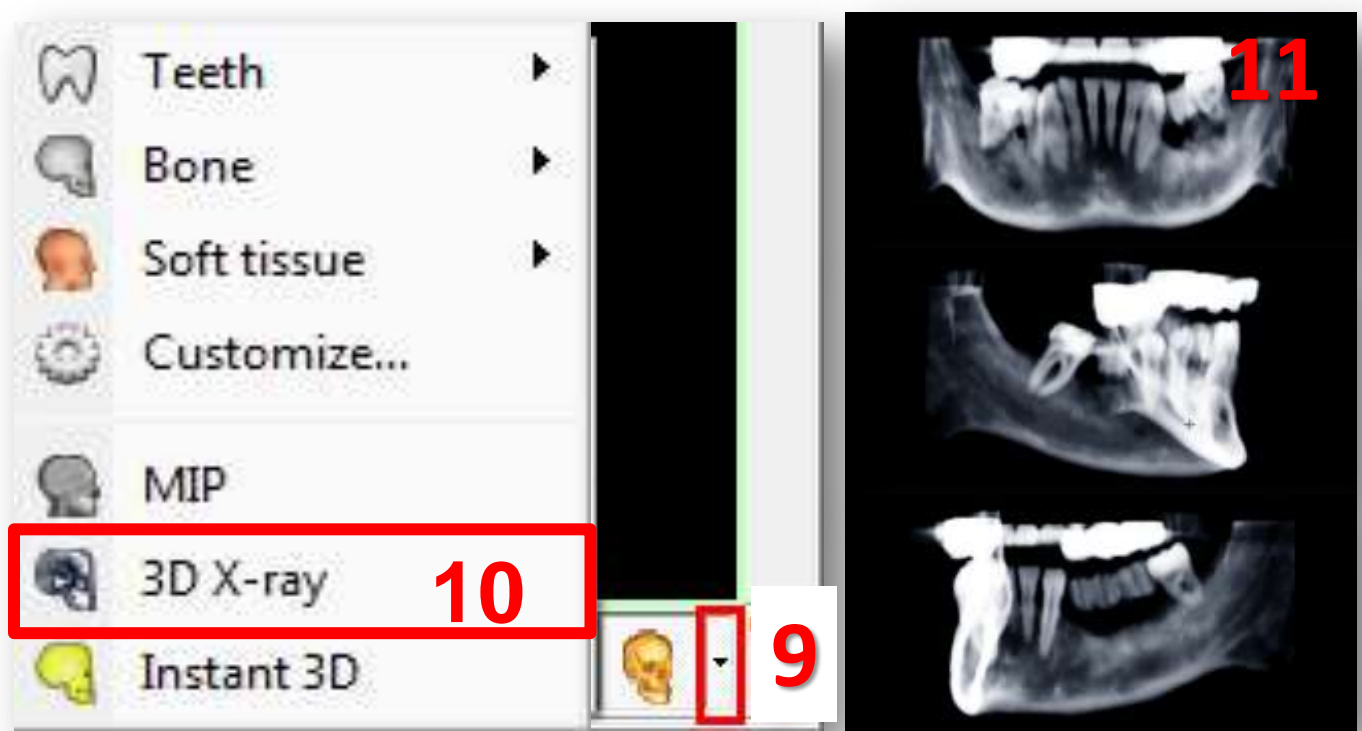 Teeth
Bone
Soft tissue
Customize...
MIP
3D X-ray 10
Instant 3D
9
11